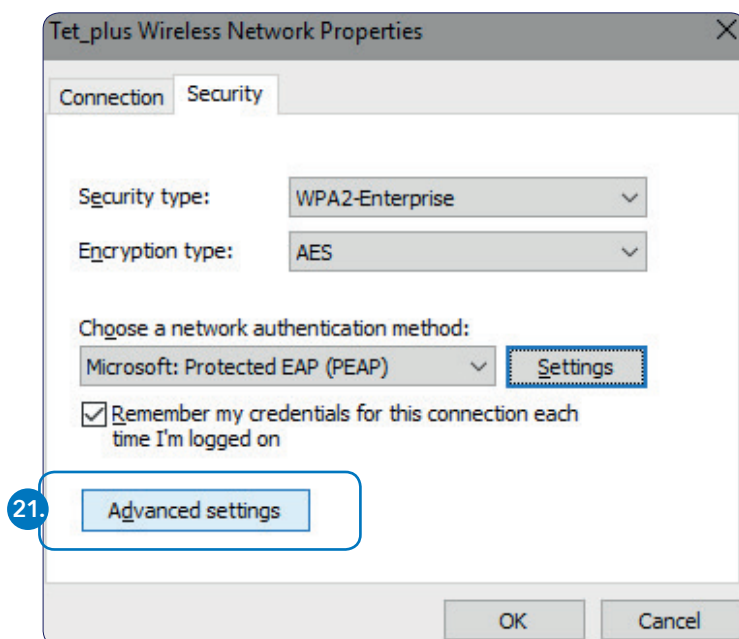 Tet_plus Wireless Network Properties
Connection Security
Security type: WPA2-Enterprise
Encryption type: AES
Choose a network authentication method:
Microsoft: Protected EAP (PEAP) Settings
Remember my credentials for this connection each
time I'm logged on
21. Advanced settings
OK Cancel